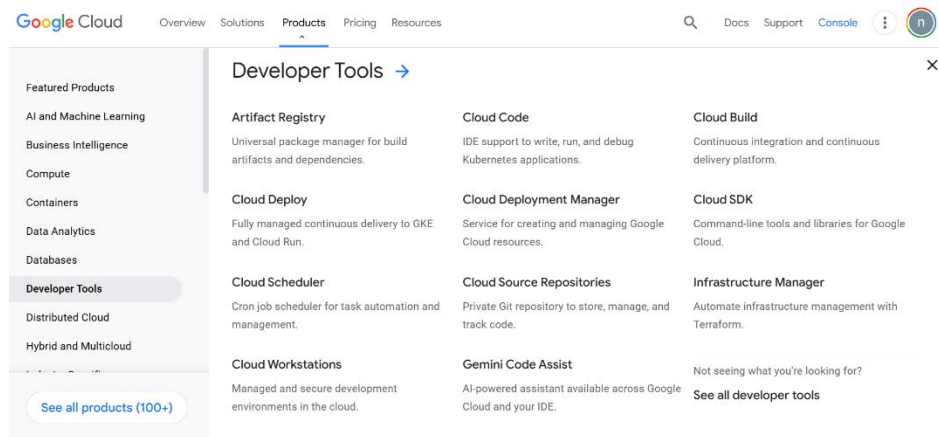 Google Cloud
Overview Solutions Products Pricing Resources
Docs Support Console
n
Featured Products
AI and Machine Learning
Business Intelligence
Compute
Containers
Data Analytics
Databases
Developer Tools
Distributed Cloud
Hybrid and Multicloud
See all products (100+)
Developer Tools →
Artifact Registry
Universal package manager for build
artifacts and dependencies.
Cloud Code
IDE support to write, run, and debug
Kubernetes applications.
Cloud Build
Continuous integration and continuous
delivery platform.
Cloud Deploy
Fully managed continuous delivery to GKE
and Cloud Run.
Cloud Deployment Manager
Service for creating and managing Google
Cloud resources.
Cloud SDK
Command-line tools and libraries for Google
Cloud.
Cloud Scheduler
Cron job scheduler for task automation and
management.
Cloud Source Repositories
Private Git repository to store, manage, and
track code.
Infrastructure Manager
Automate infrastructure management with
Terraform.
Cloud Workstations
Managed and secure development
environments in the cloud.
Gemini Code Assist
AI-powered assistant available across Google
Cloud and your IDE.
Not seeing what you're looking for?
See all developer tools